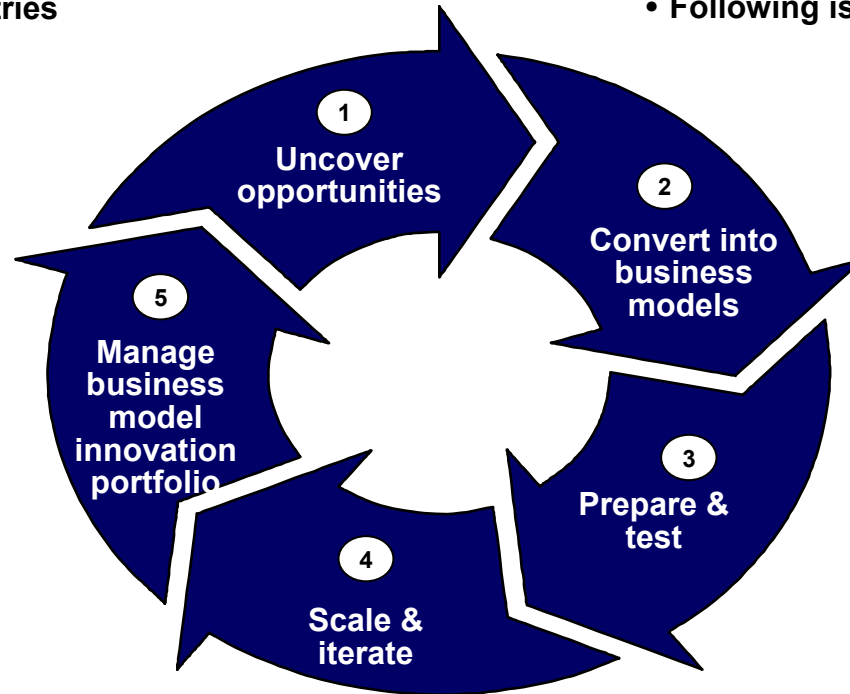 • Following is
1
Uncover
opportunities
2
Convert into
business
models
3
Prepare &
test
4
Scale &
iterate
5
Manage
business
model
innovation
portfolio